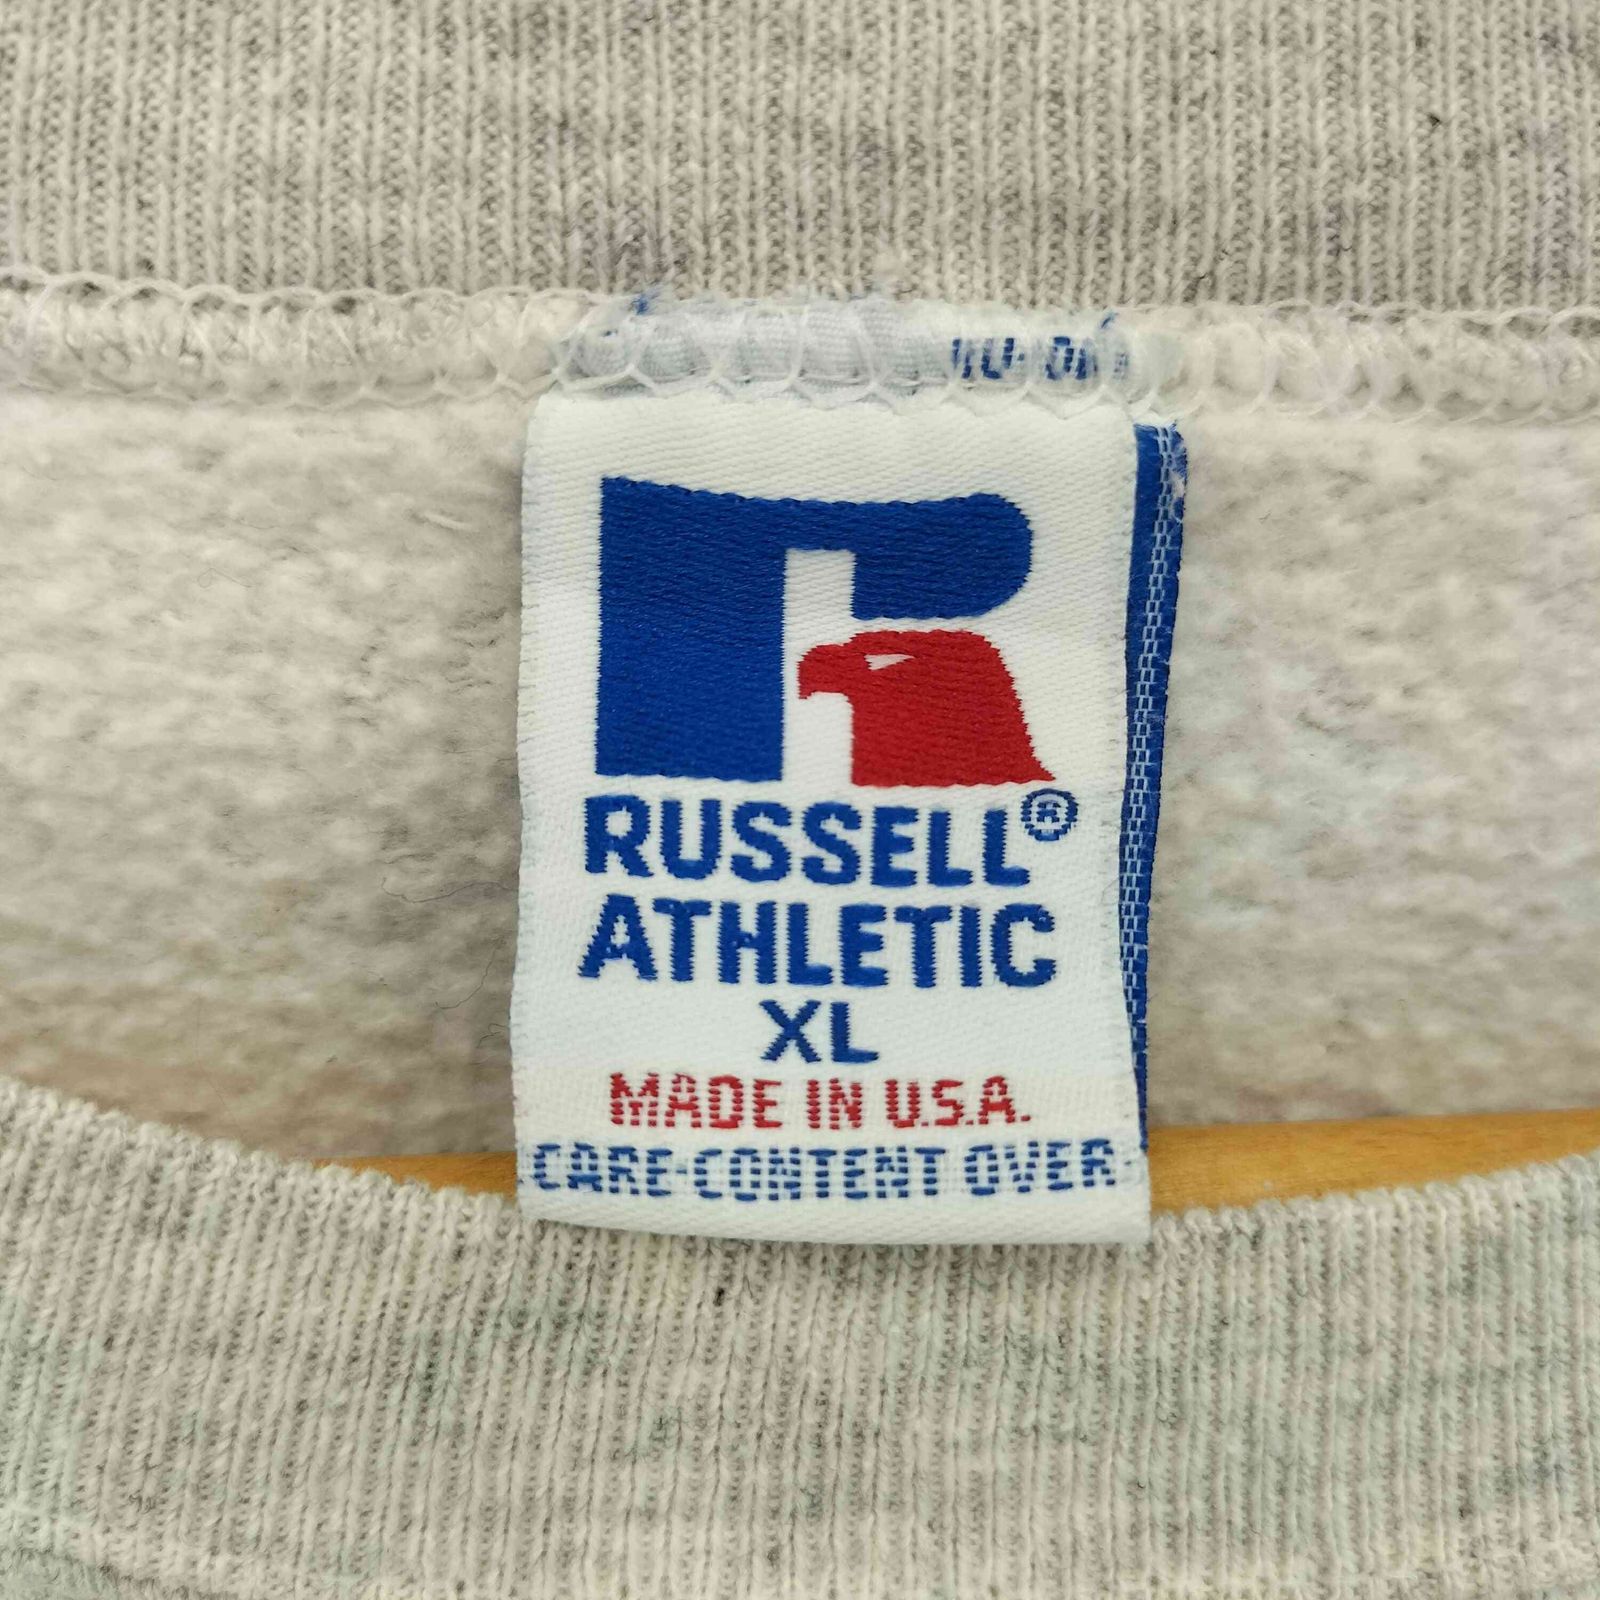 RUSSELL®
ATHLETIC
XL
MADE IN U.S.A.
CARE-CONTENT OVER-